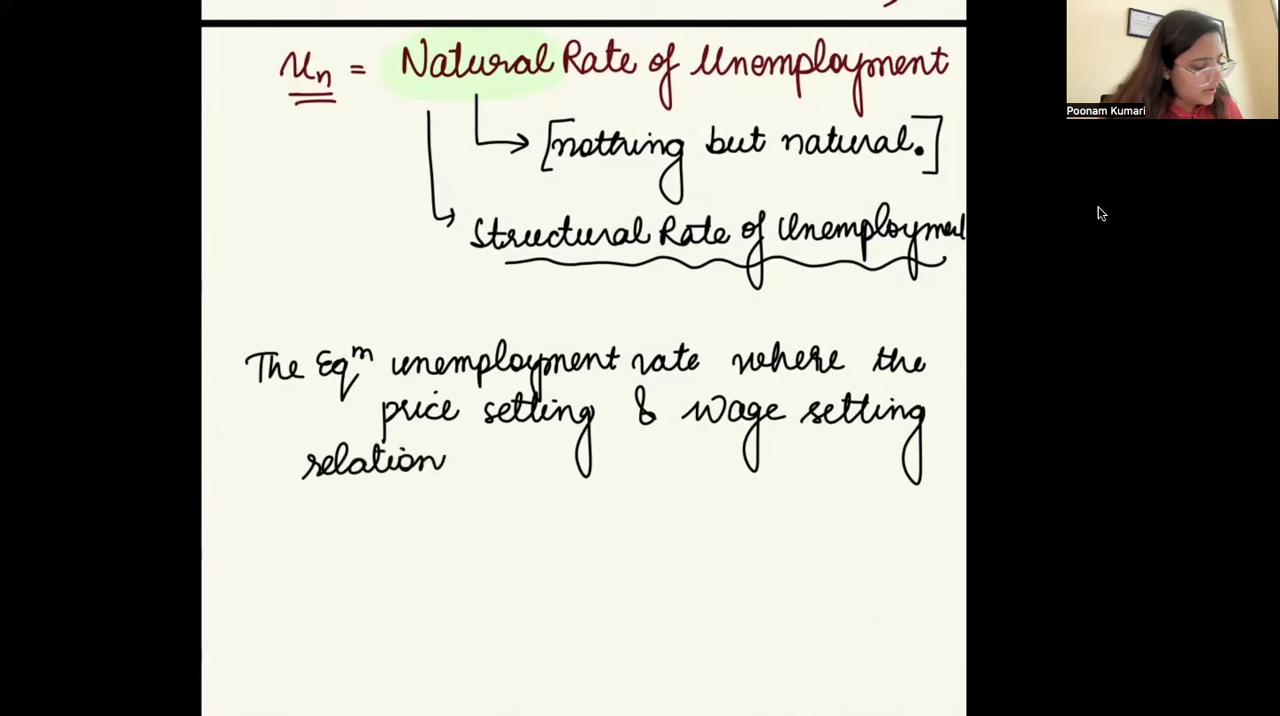 un = Natural Rate of Unemployment
[nothing but natural.]
Structural Rate of Unemployment
The Eqm unemployment rate where the
price setting & wage setting
relation
Poonam Kumari